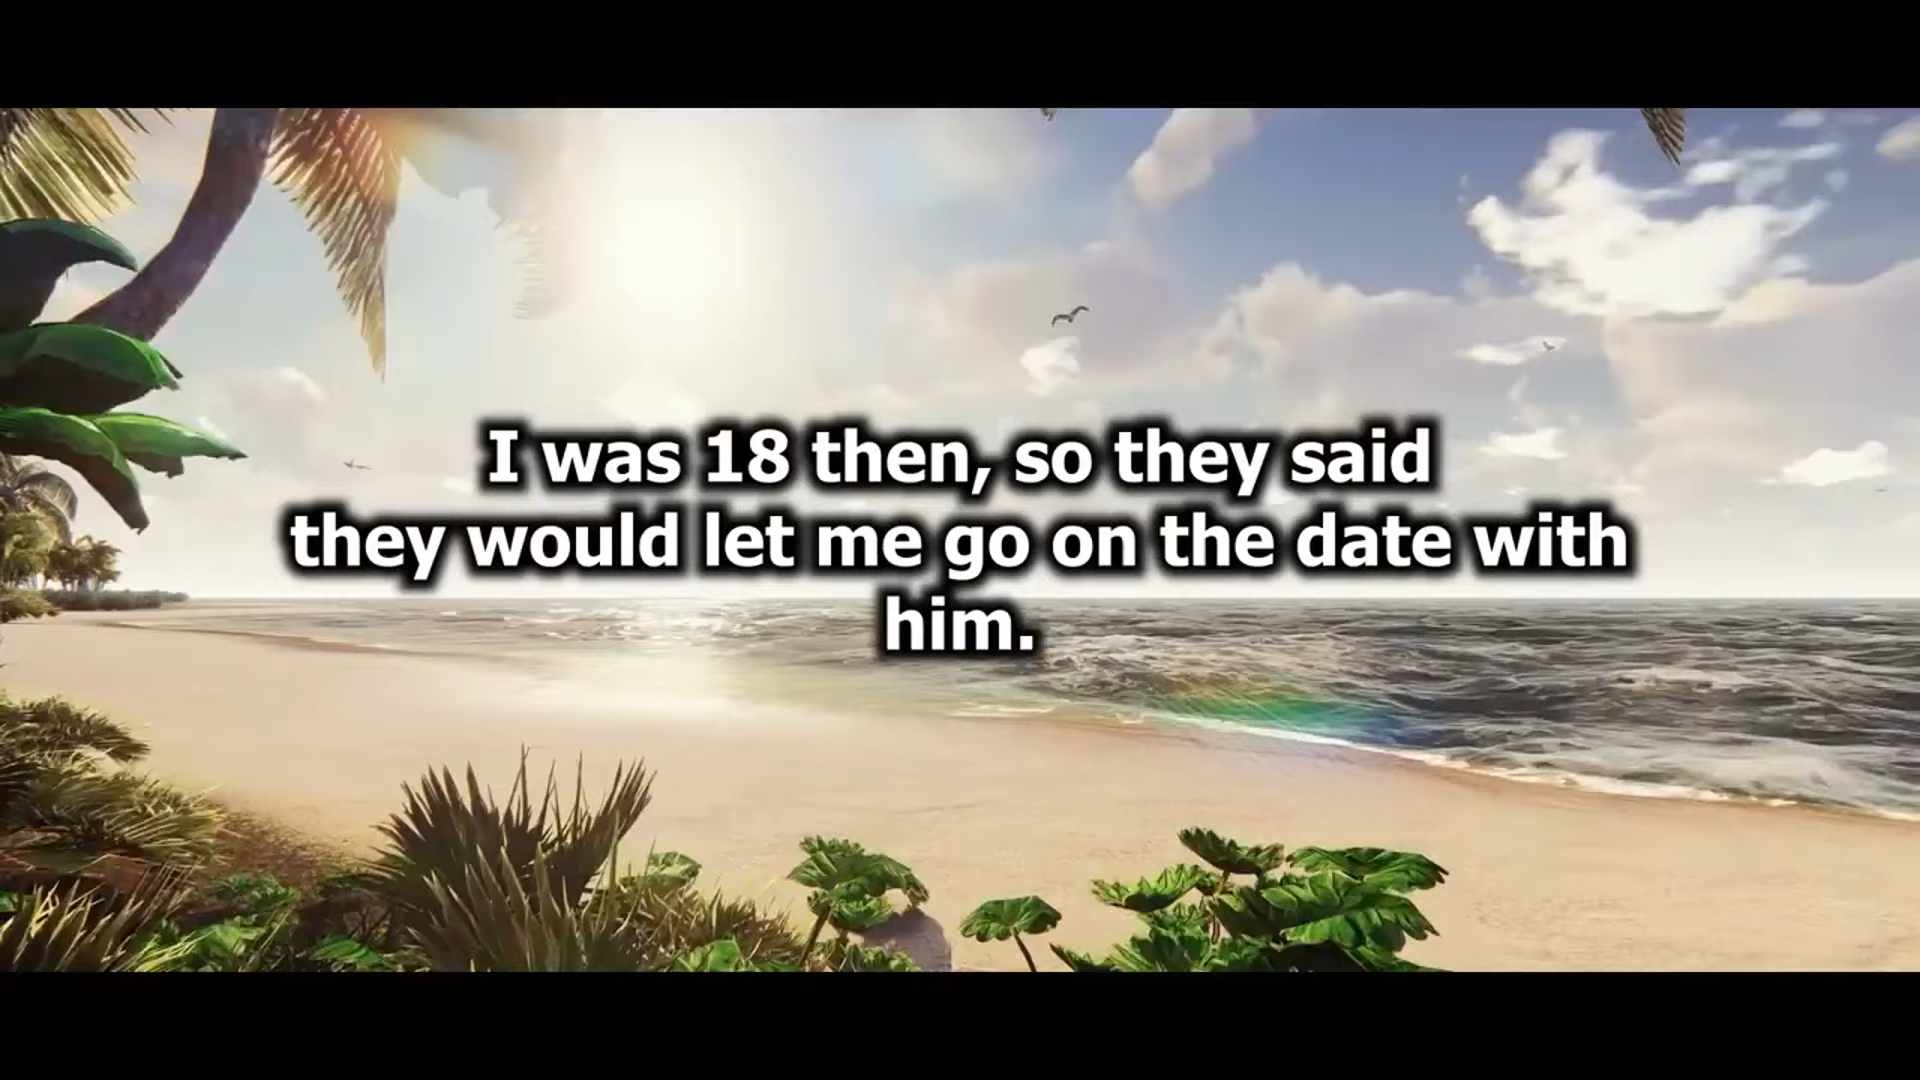 I was 18 then, so they said
they would let me go on the date with
him.